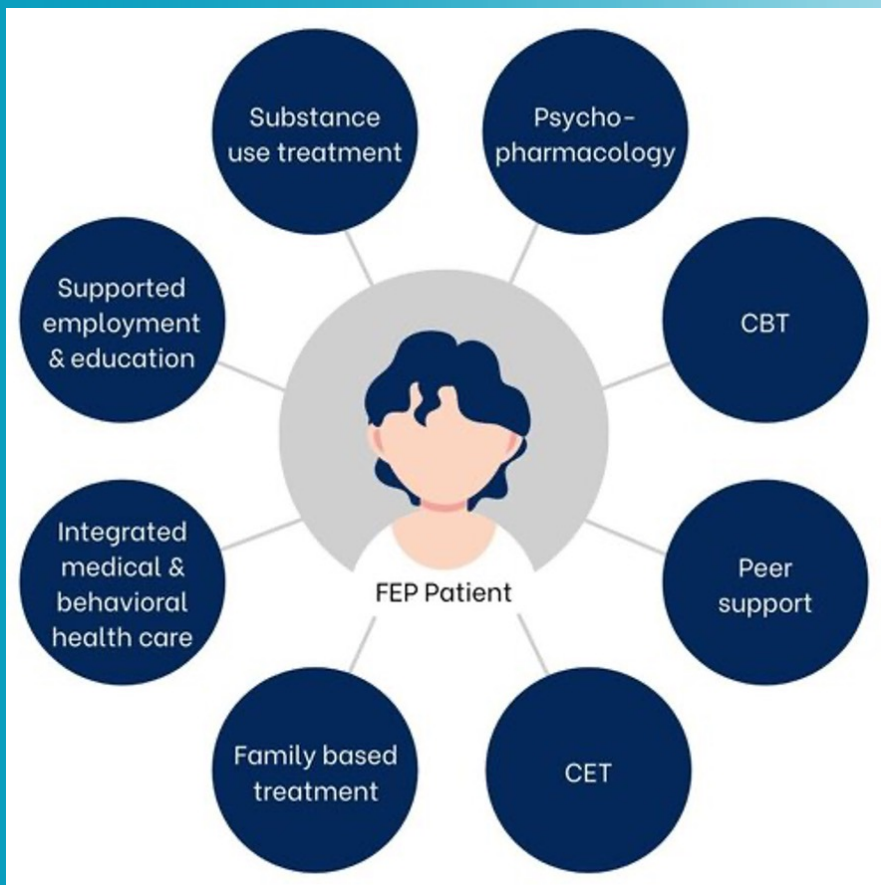 Substance
use treatment
Psycho-
pharmacology
Supported
employment
& education
CBT
Integrated
medical &
behavioral
health care
Peer
support
FEP Patient
Family based
treatment
CET